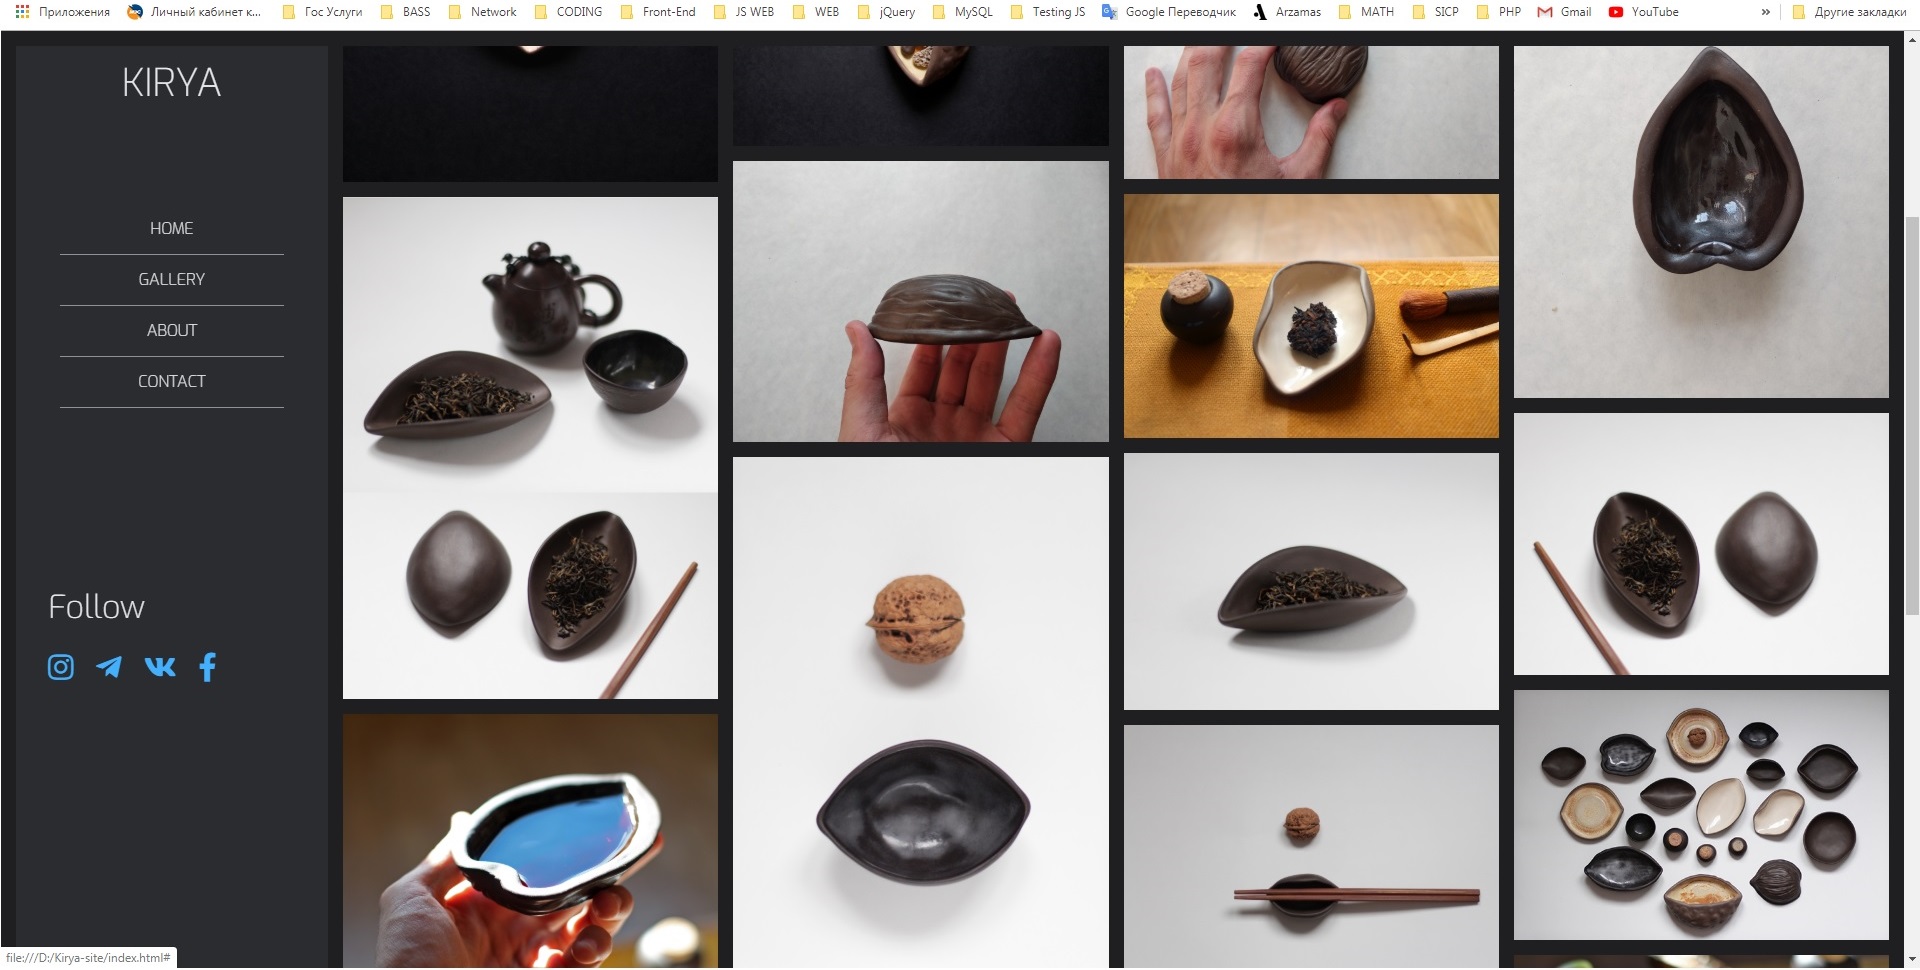 Приложения Личный кабинет к... Гос Услуги BASS Network CODING Front-End JS WEB WEB jQuery MySQL Testing JS Google Переводчик Arzamas MATH SICP PHP Gmail YouTube » Другие закладки
KIRYA
HOME
GALLERY
ABOUT
CONTACT
Follow
file:///D:/Kirya-site/index.html#